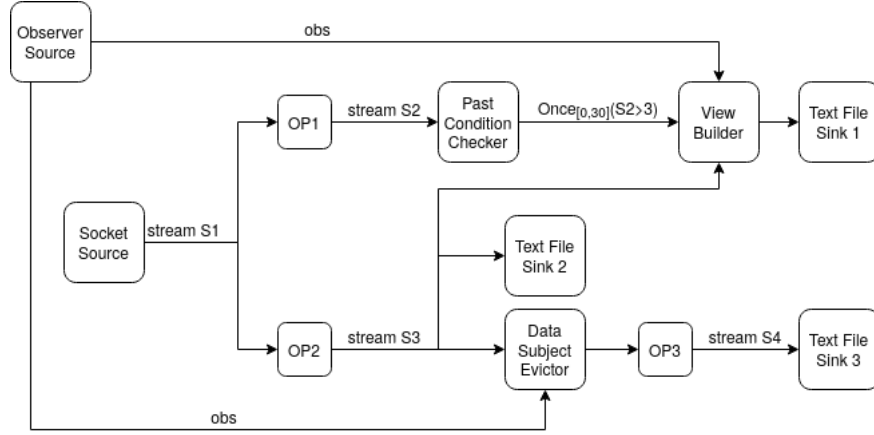 Observer
Source
obs
OP1
stream S2
Past
Condition
Checker
Once[0,30](S2>3)
View
Builder
Text File
Sink 1
Socket
Source
stream S1
Text File
Sink 2
OP2
stream S3
Data
Subject
Evictor
OP3
stream S4
Text File
Sink 3
obs